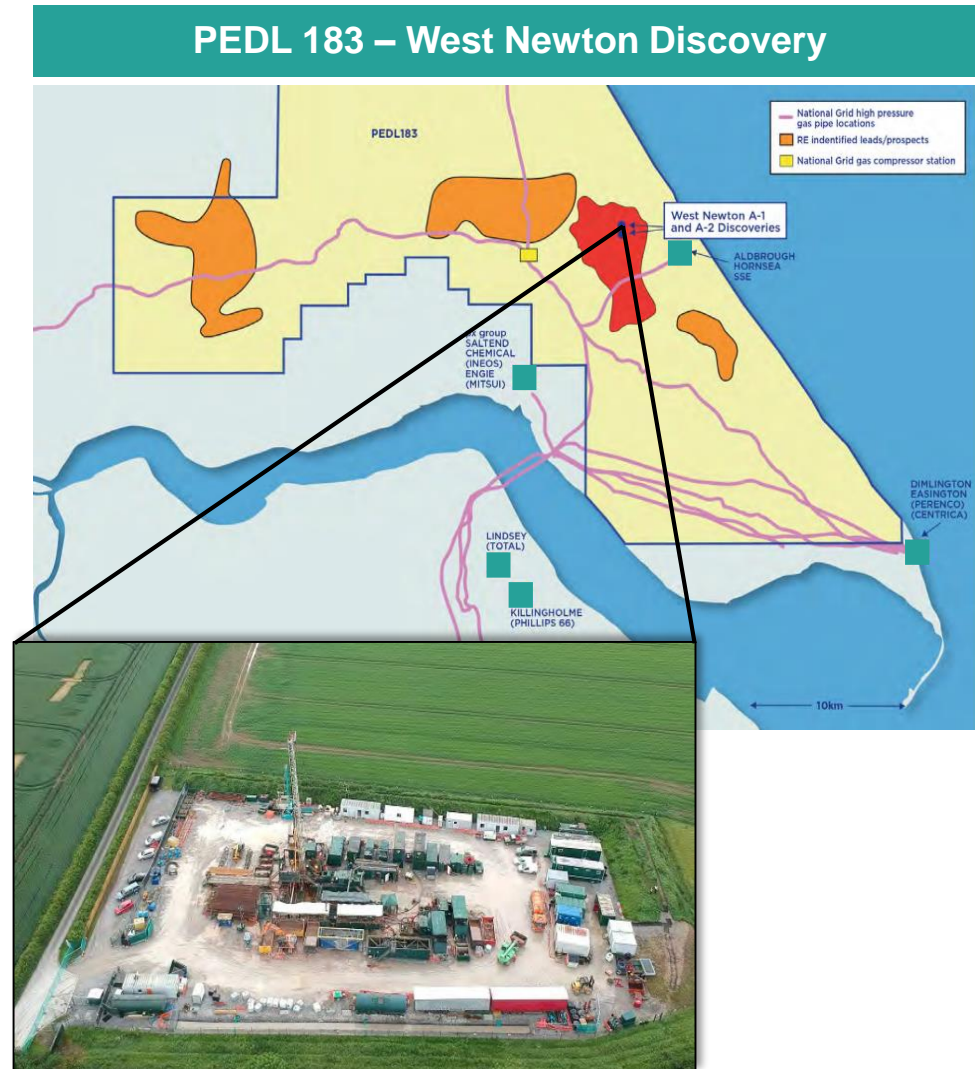 PEDL 183 – West Newton Discovery
PEDL183
National Grid high pressure
gas pipe locations
RE indentified leads/prospects
National Grid gas compressor station
West Newton A-1
and A-2 Discoveries
ALDBROUGH
HORNSEA
SSE
px group
SALTEND
CHEMICAL
(INEOS)
ENGIE
(MITSUI)
DIMLINGTON
EASINGTON
(PERENCO)
(CENTRICA)
LINDSEY
(TOTAL)
KILLINGHOLME
(PHILLIPS 66)
10km